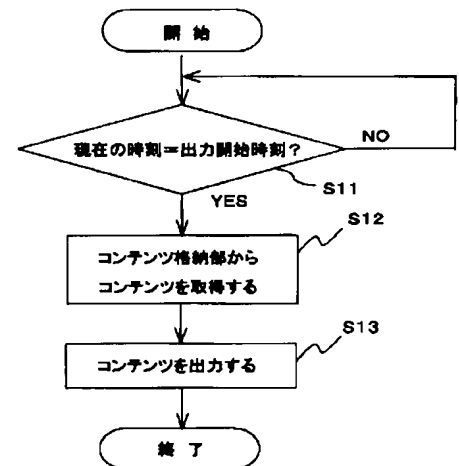 開 始
現在の時刻＝出力開始時刻？
NO
S11
YES
S12
コンテンツ格納部から
コンテンツを取得する
S13
コンテンツを出力する
終 了